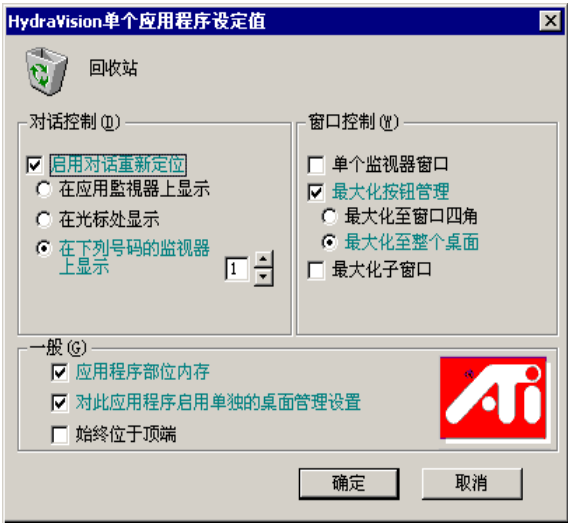 HydraVision单个应用程序设定值
回收站
对话控制(D)
启用对话重新定位
在应用監視器上显示
在光标处显示
在下列号码的监视器
上显示
1
窗口控制(W)
单个监视器窗口
最大化按钮管理
最大化至窗口四角
最大化至整个桌面
最大化子窗口
一般(G)
应用程序部位内存
对此应用程序启用单独的桌面管理设置
始终位于顶端
ATi
确定
取消